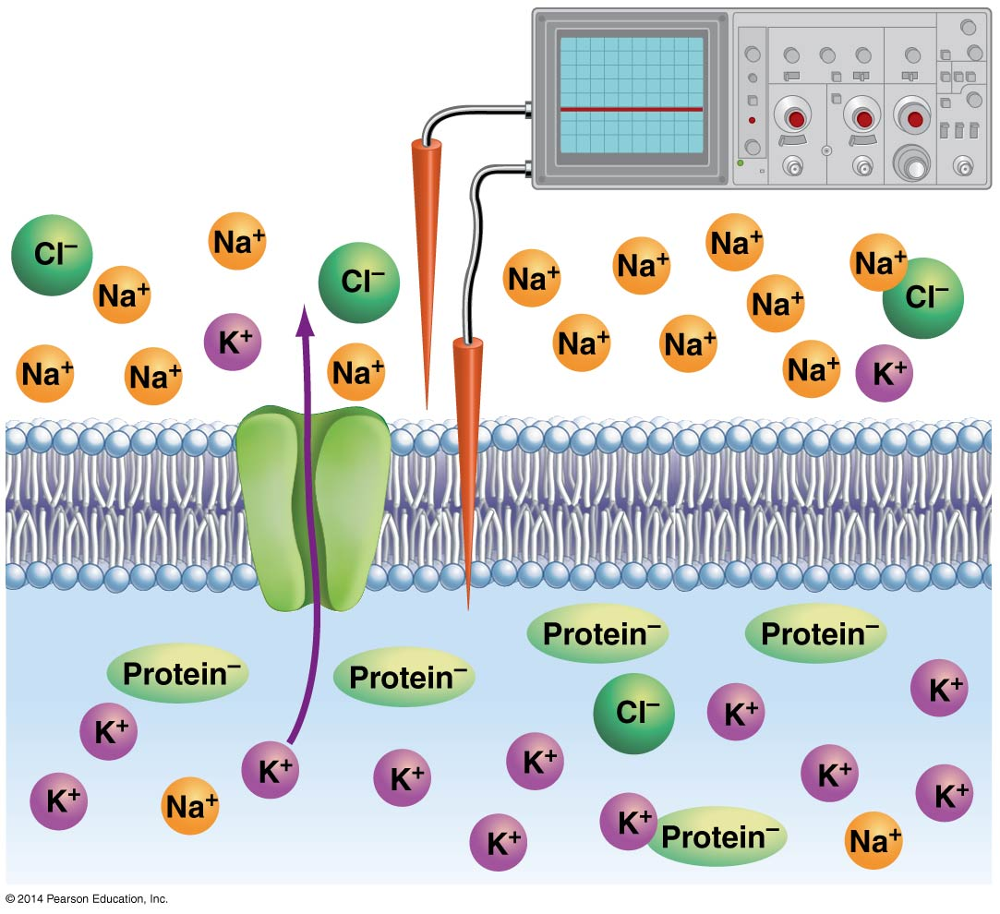 Cl–
Na+
Na+
Cl–
Na+
Na+
K+
Na+
Na+
Na+
Na+
Na+
Na+
Na+
Na+
Na+
Cl–
Na+
K+
Protein–
Protein–
Protein–
Protein–
K+
K+
K+
Na+
K+
K+
K+
Cl–
K+
K+
K+
K+
K+
Protein–
Na+
© 2014 Pearson Education, Inc.